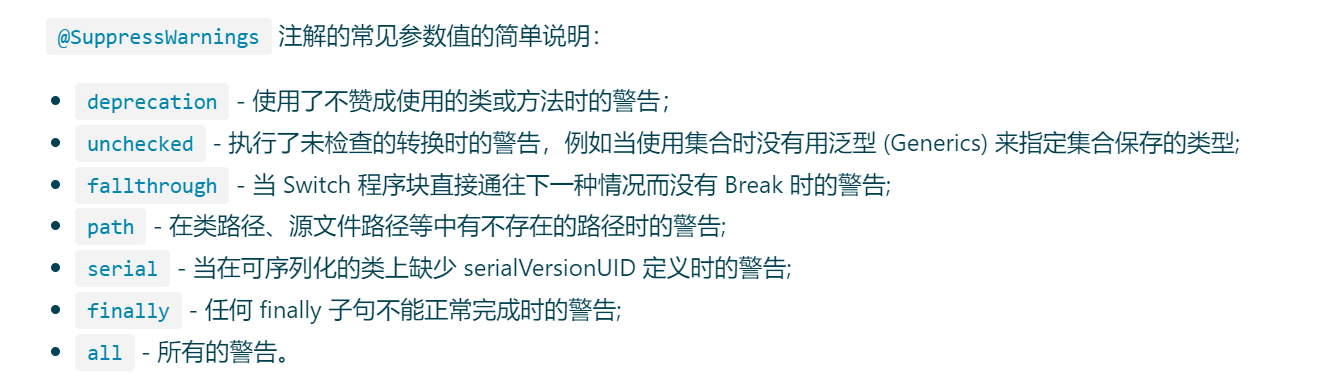 @SuppressWarnings 注解的常见参数值的简单说明：
deprecation - 使用了不赞成使用的类或方法时的警告；
unchecked - 执行了未检查的转换时的警告，例如当使用集合时没有用泛型 (Generics) 来指定集合保存的类型;
fallthrough - 当 Switch 程序块直接通往下一种情况而没有 Break 时的警告;
path - 在类路径、源文件路径等中有不存在的路径时的警告;
serial - 当在可序列化的类上缺少 serialVersionUID 定义时的警告;
finally - 任何 finally 子句不能正常完成时的警告;
all - 所有的警告。